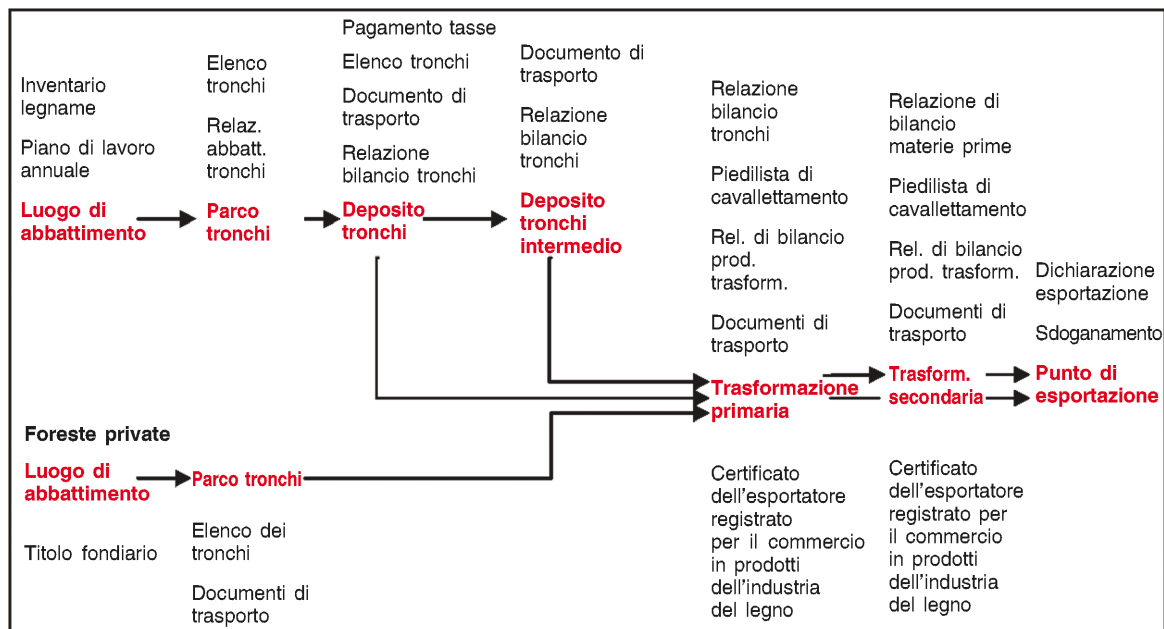 Inventario
legname
Piano di lavoro
annuale
Luogo di
abbattimento
Elenco
tronchi
Relaz.
abbatt.
tronchi
Parco
tronchi
Pagamento tasse
Elenco tronchi
Documento di
trasporto
Relazione
bilancio tronchi
Deposito
tronchi
Documento di
trasporto
Relazione
bilancio
tronchi
Deposito
tronchi
intermedio
Relazione
bilancio
tronchi
Piedilista di
cavallettamento
Rel. di bilancio
prod.
trasform.
Documenti di
trasporto
Trasformazione
primaria
Relazione di
bilancio
materie prime
Piedilista di
cavallettamento
Rel. di bilancio
prod. trasform.
Documenti di
trasporto
Trasform.
secondaria
Dichiarazione
esportazione
Sdoganamento
Punto di
esportazione
Foreste private
Luogo di
abbattimento
Titolo fondiario
Parco tronchi
Elenco dei
tronchi
Documenti di
trasporto
Certificato
dell'esportatore
registrato
per il commercio
in prodotti
dell'industria
del legno
Certificato
dell'esportatore
registrato per
il commercio
in prodotti
dell'industria
del legno